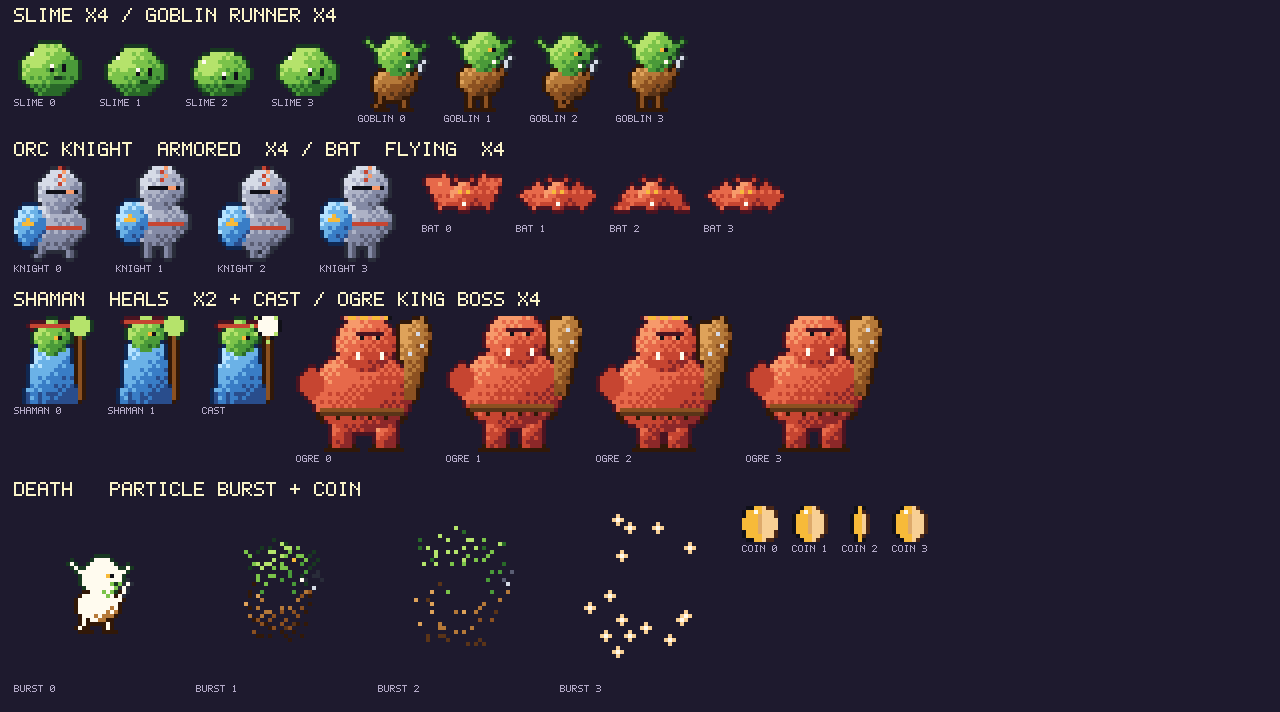 SLIME X4 / GOBLIN RUNNER X4
SLIME 0 SLIME 1 SLIME 2 SLIME 3
GOBLIN 0 GOBLIN 1 GOBLIN 2 GOBLIN 3
ORC KNIGHT ARMORED X4 / BAT FLYING X4
BAT 0 BAT 1 BAT 2 BAT 3
KNIGHT 0 KNIGHT 1 KNIGHT 2 KNIGHT 3
SHAMAN HEALS X2 + CAST / OGRE KING BOSS X4
SHAMAN 0 SHAMAN 1 CAST
OGRE 0 OGRE 1 OGRE 2 OGRE 3
DEATH PARTICLE BURST + COIN
COIN 0 COIN 1 COIN 2 COIN 3
BURST 0 BURST 1 BURST 2 BURST 3